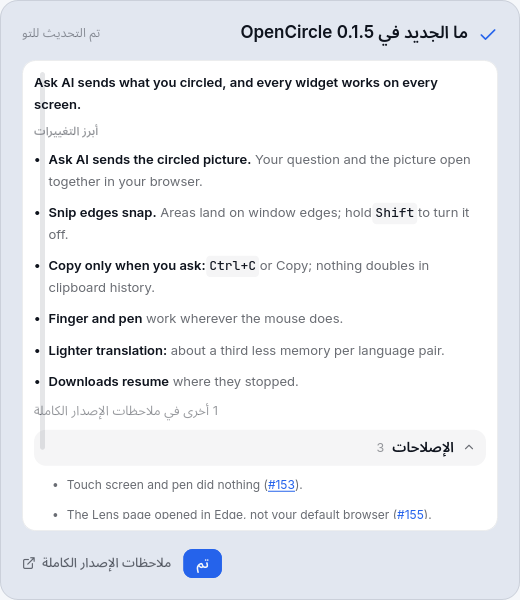 ما الجديد في OpenCircle 0.1.5
تم التحديث للتو
Ask AI sends what you circled, and every widget works on every
screen.
أبرز التغييرات
• Ask AI sends the circled picture. Your question and the picture open
together in your browser.
• Snip edges snap. Areas land on window edges; hold Shift to turn it
off.
• Copy only when you ask: Ctrl+C or Copy; nothing doubles in
clipboard history.
• Finger and pen work wherever the mouse does.
• Lighter translation: about a third less memory per language pair.
• Downloads resume where they stopped.
1 أخرى في ملاحظات الإصدار الكاملة
الإصلاحات 3
• Touch screen and pen did nothing (#153).
• The Lens page opened in Edge, not your default browser (#155).
تم
ملاحظات الإصدار الكاملة